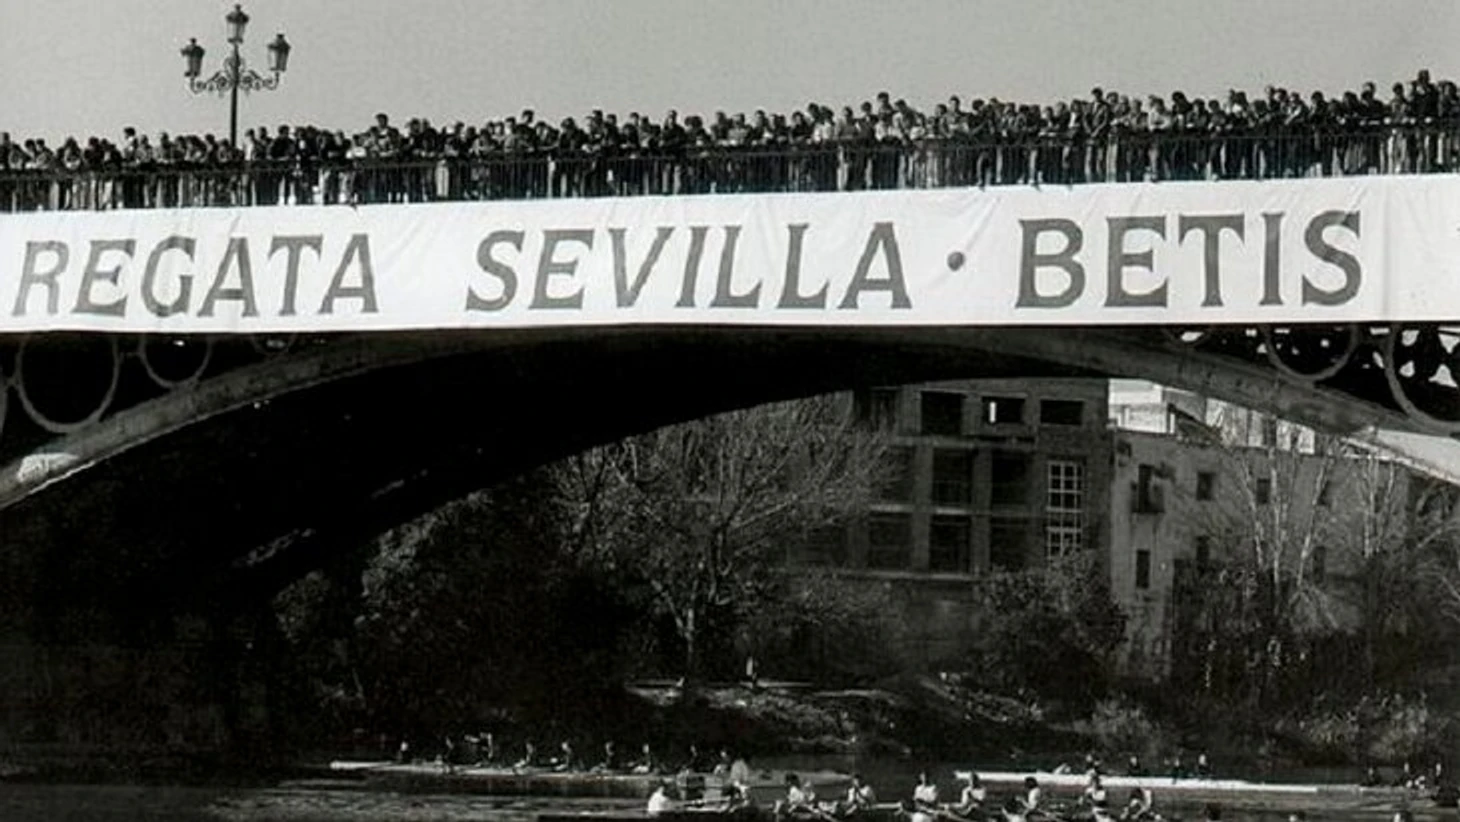 REGATA SEVILLA · BETIS